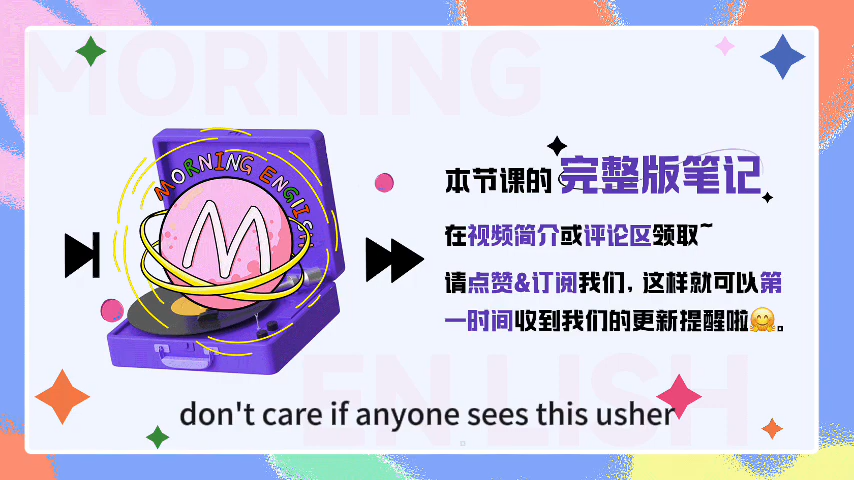 MORNING
MORNING ENGLISH
M
本节课的 完整版笔记
在视频简介或评论区领取~
请点赞&订阅我们, 这样就可以第
一时间收到我们的更新提醒啦🤗。
EN LISH
don't care if anyone sees this usher